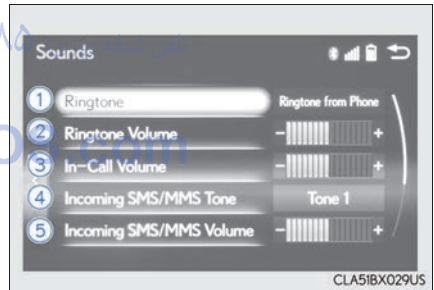 Sounds
1 Ringtone Ringtone from Phone
2 Ringtone Volume - +
3 In-Call Volume - +
4 Incoming SMS/MMS Tone Tone 1
5 Incoming SMS/MMS Volume - +
CLA51BX029US